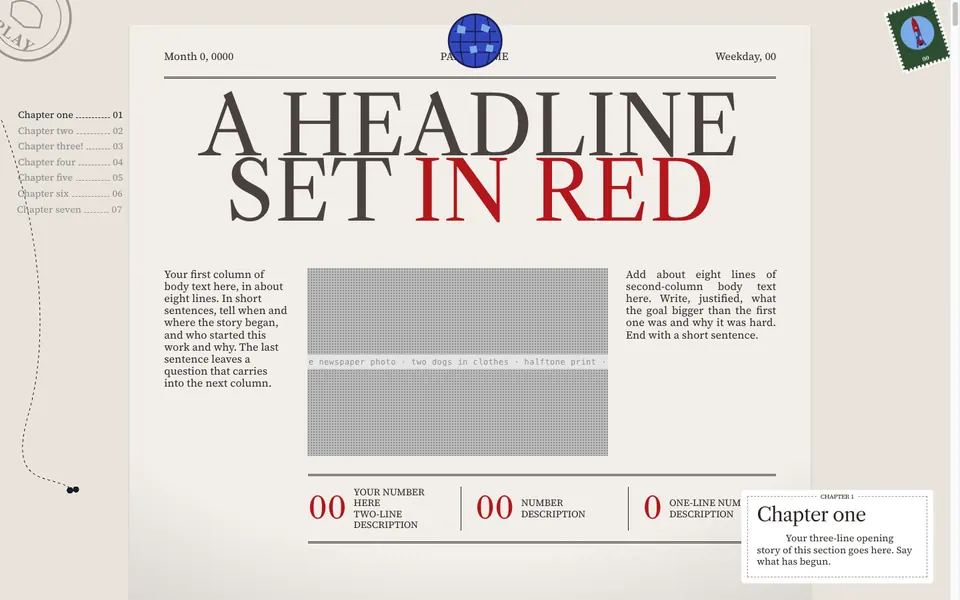 PLAY
Month 0, 0000
Weekday, 00
00
Chapter one 01
Chapter two 02
Chapter three! 03
Chapter four 04
Chapter five 05
Chapter six 06
Chapter seven 07
A HEADLINE
SET IN RED
Your first column of
body text here, in about
eight lines. In short
sentences, tell when and
where the story began,
and who started this
work and why. The last
sentence leaves a
question that carries
into the next column.
e newspaper photo · two dogs in clothes · halftone print ·
Add about eight lines of
second-column body text
here. Write, justified, what
the goal bigger than the first
one was and why it was hard.
End with a short sentence.
00
YOUR NUMBER
HERE
TWO-LINE
DESCRIPTION
00
NUMBER
DESCRIPTION
0
ONE-LINE NUM
DESCRIPTION
CHAPTER 1
Chapter one
Your three-line opening
story of this section goes here. Say
what has begun.